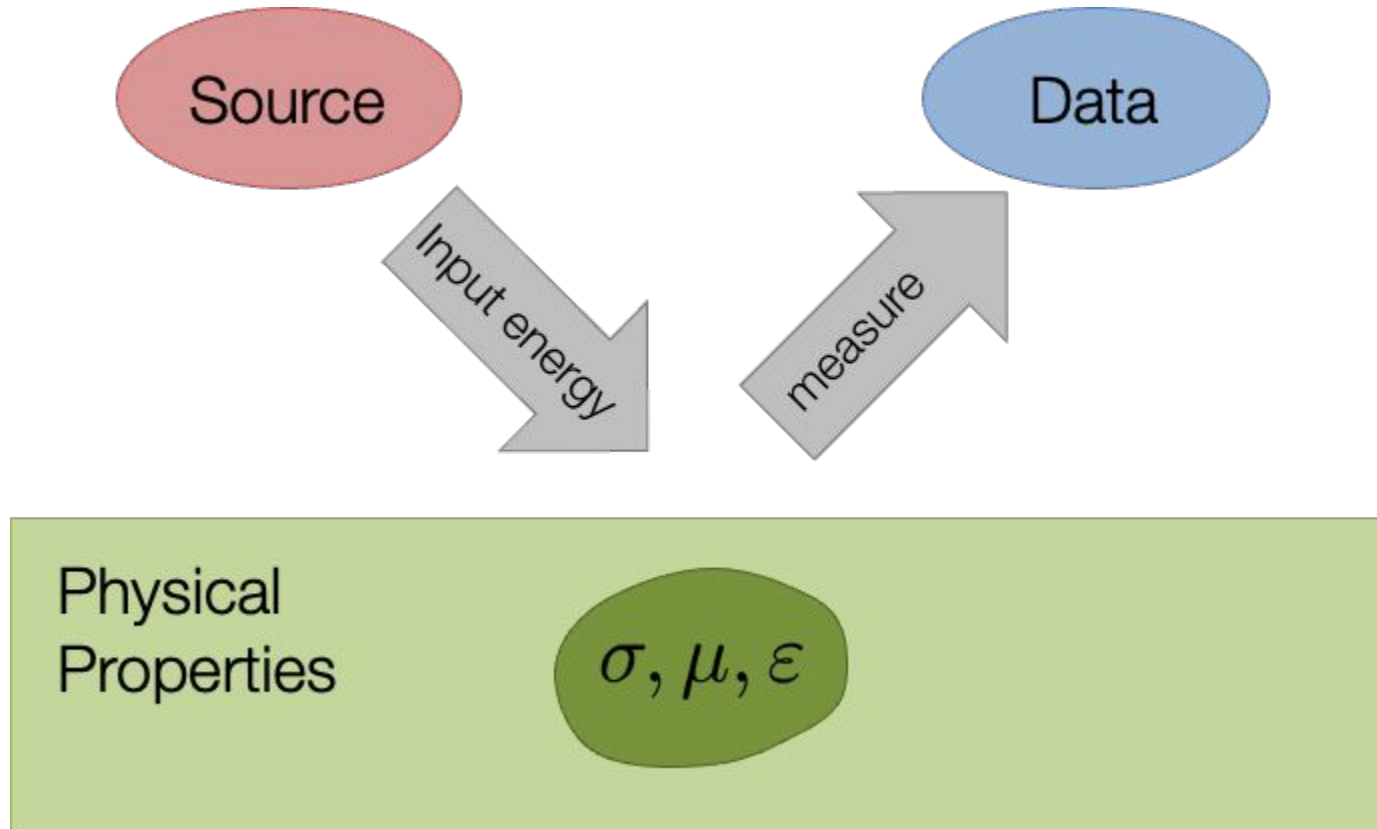 Source
Data
Input energy
measure
Physical
Properties
σ, μ, ε